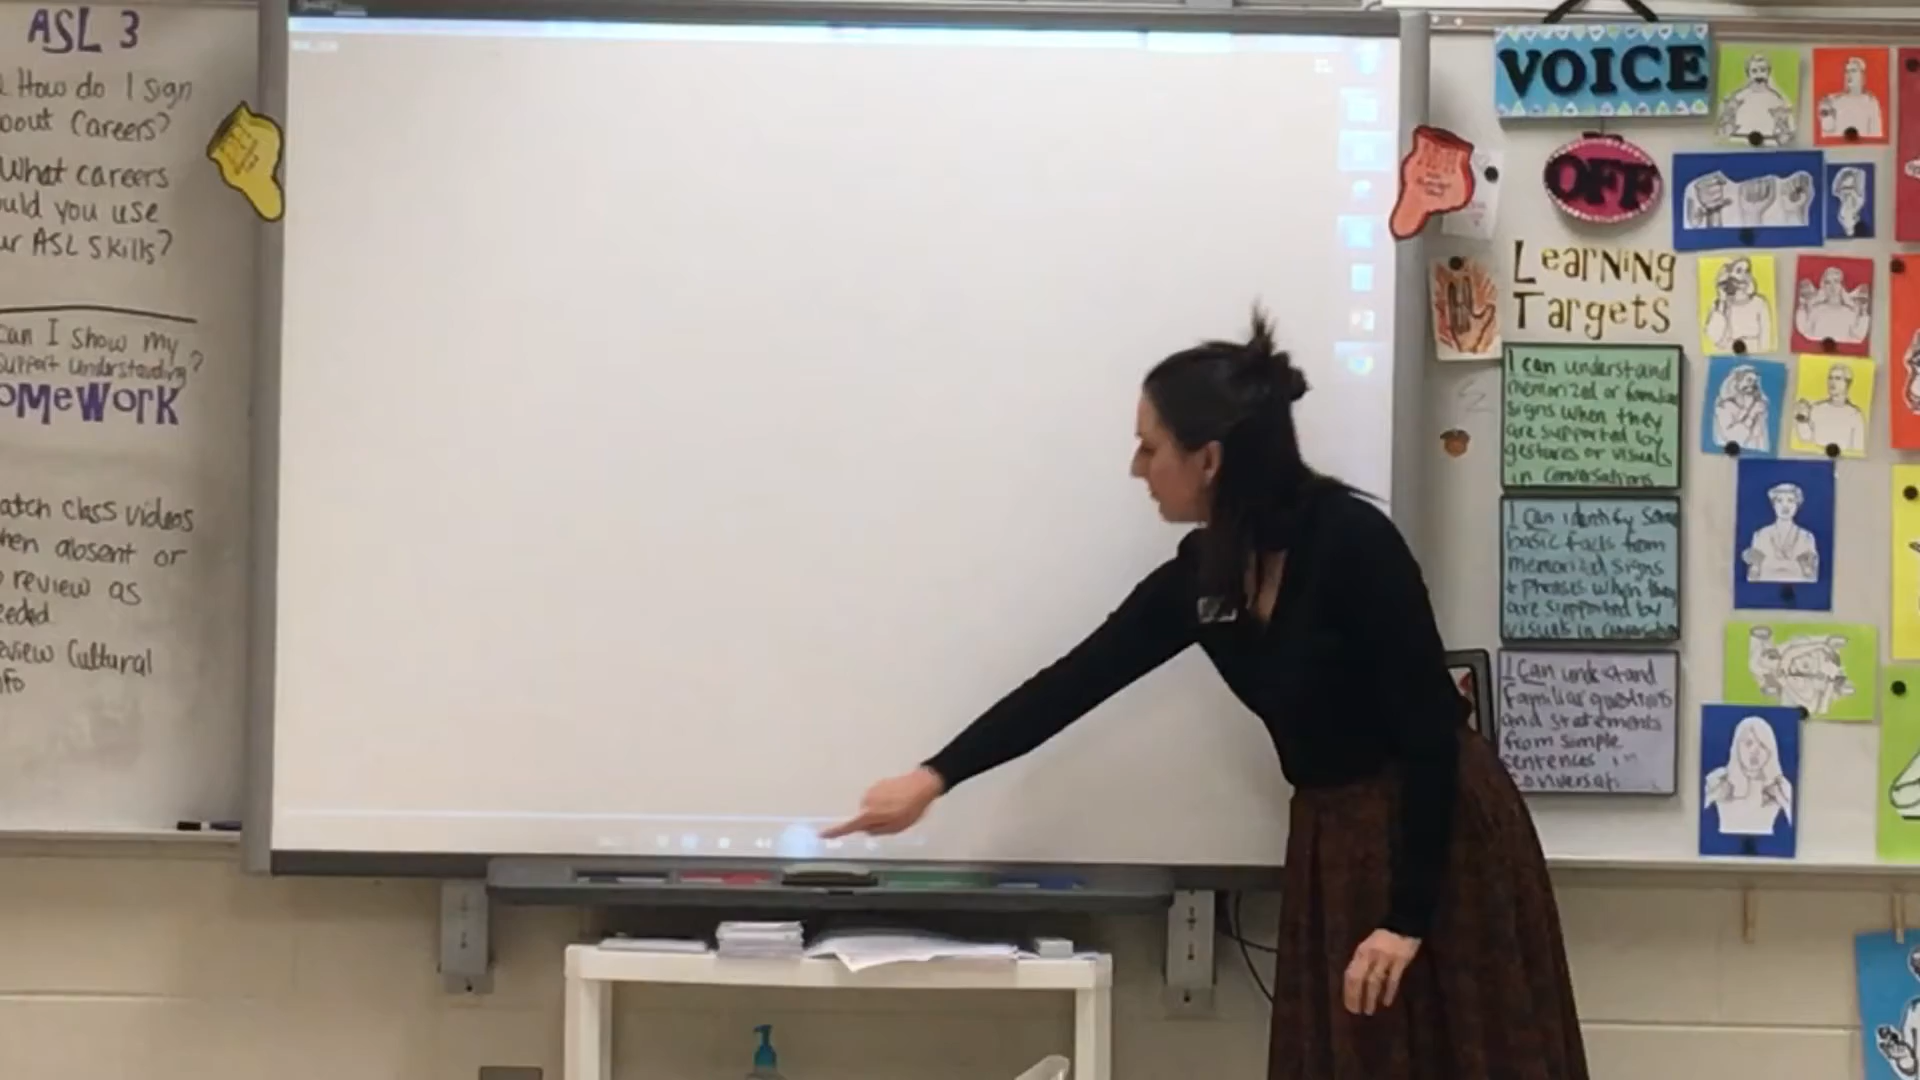 ASL 3
How do I sign
bout Careers?
What careers
uld you use
ur ASL Skills?
can I show my
support understanding?
omework
atch class videos
hen absent or
review as
eeded
eview Cultural
nfo
VOICE
OFF
Learning
Targets
I can understand
memorized or familiar
signs when they
are supported by
gestures or visuals
in conversations
I can identify some
basic facts from
memorized signs
+ phrases when they
are supported by
visuals in conversation
I can understand
familiar questions
and statements
from simple
sentences in
conversati